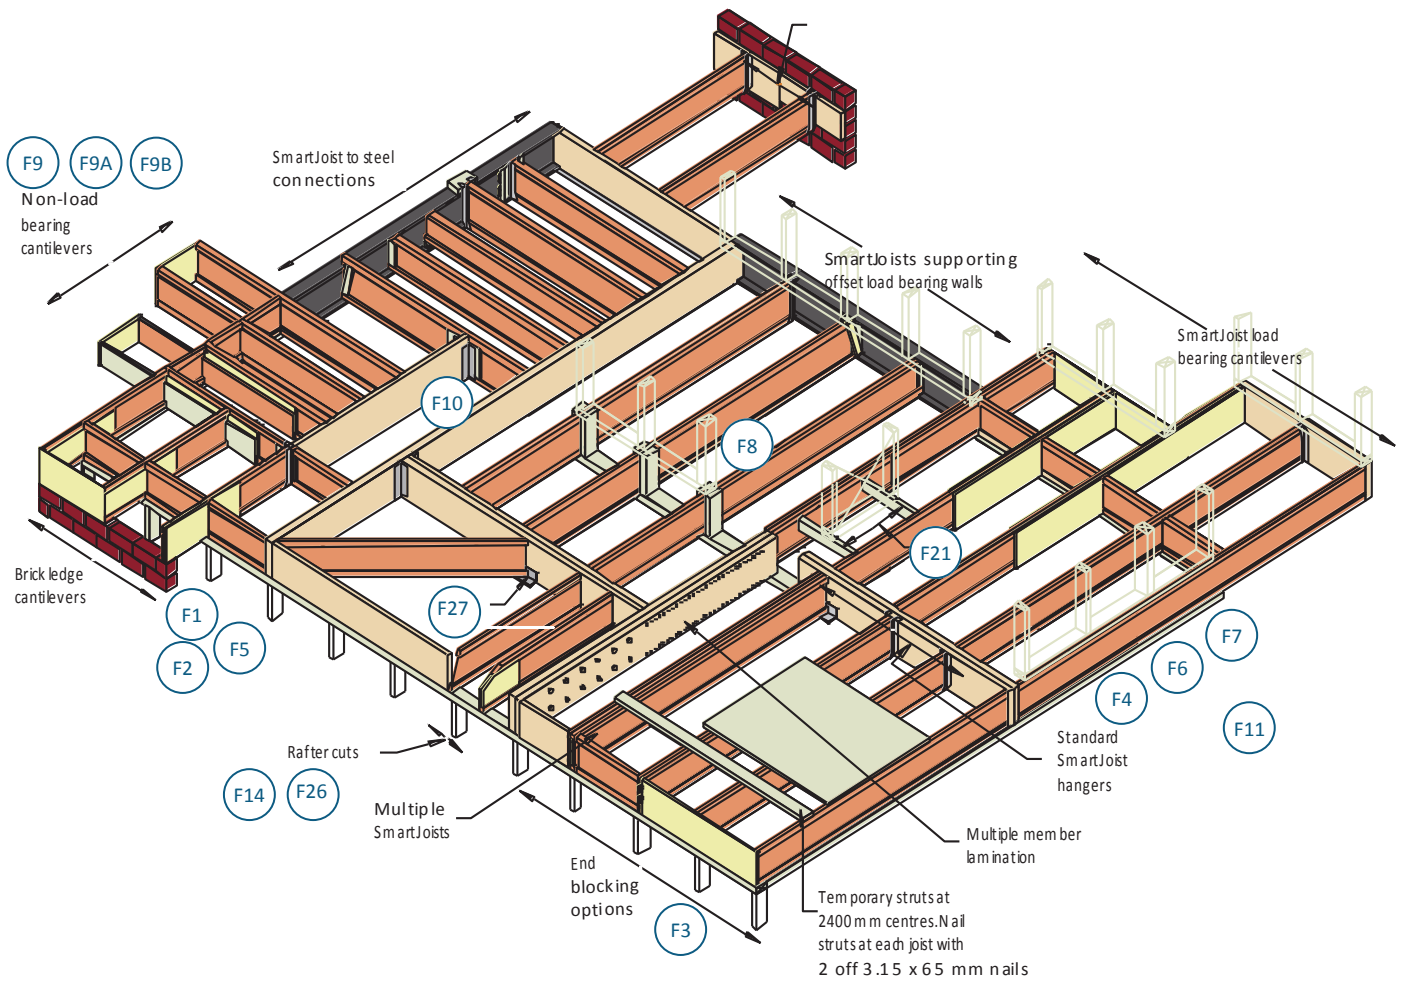 F9 F9A F9B
Non-load
bearing
cantilevers
SmartJoist to steel
connections
SmartJoists supporting
offset load bearing walls
SmartJoist load
bearing cantilevers
F10
F8
F21
F27
Brick ledge
cantilevers
F1
F2
F5
F7
F6
F4
F11
Rafter cuts
F14 F26
Multiple
SmartJoists
End
blocking
options
F3
Standard
SmartJoist
hangers
Multiple member
lamination
Temporary struts at
2400mm centres.Nail
struts at each joist with
2 off 3.15 x 65 mm nails